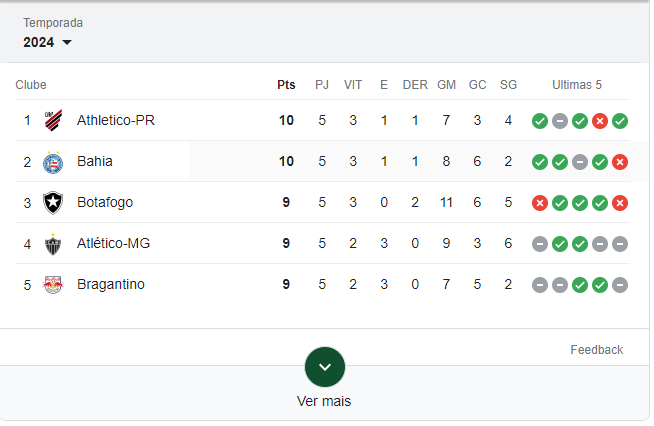 Temporada
2024
Clube Pts PJ VIT E DER GM GC SG Ultimas 5
1 Athletico-PR 10 5 3 1 1 7 3 4
2 Bahia 10 5 3 1 1 8 6 2
3 Botafogo 9 5 3 0 2 11 6 5
4 Atlético-MG 9 5 2 3 0 9 3 6
5 Bragantino 9 5 2 3 0 7 5 2
Feedback
Ver mais